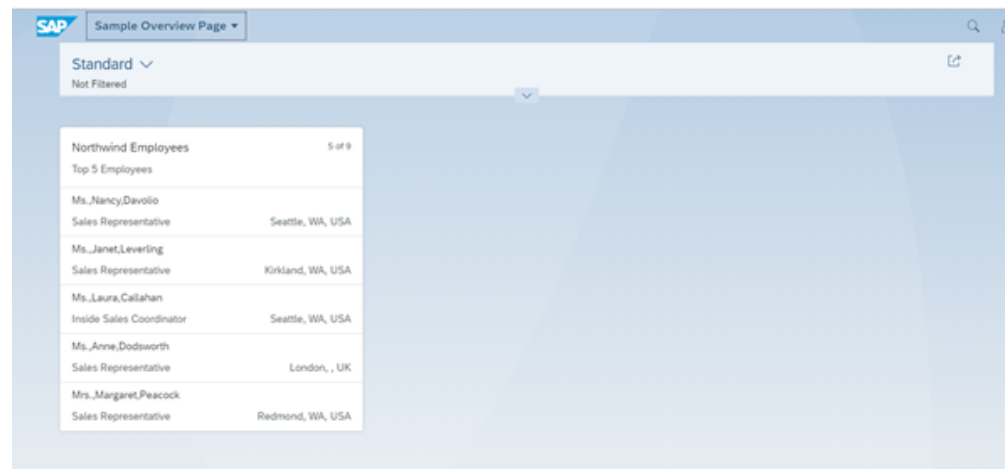 SAP Sample Overview Page
Standard
Not Filtered
Northwind Employees 5 of 9
Top 5 Employees
Ms.,Nancy,Davolio
Sales Representative Seattle, WA, USA
Ms.,Janet,Leverling
Sales Representative Kirkland, WA, USA
Ms.,Laura,Callahan
Inside Sales Coordinator Seattle, WA, USA
Ms.,Anne,Dodsworth
Sales Representative London, , UK
Mrs.,Margaret,Peacock
Sales Representative Redmond, WA, USA